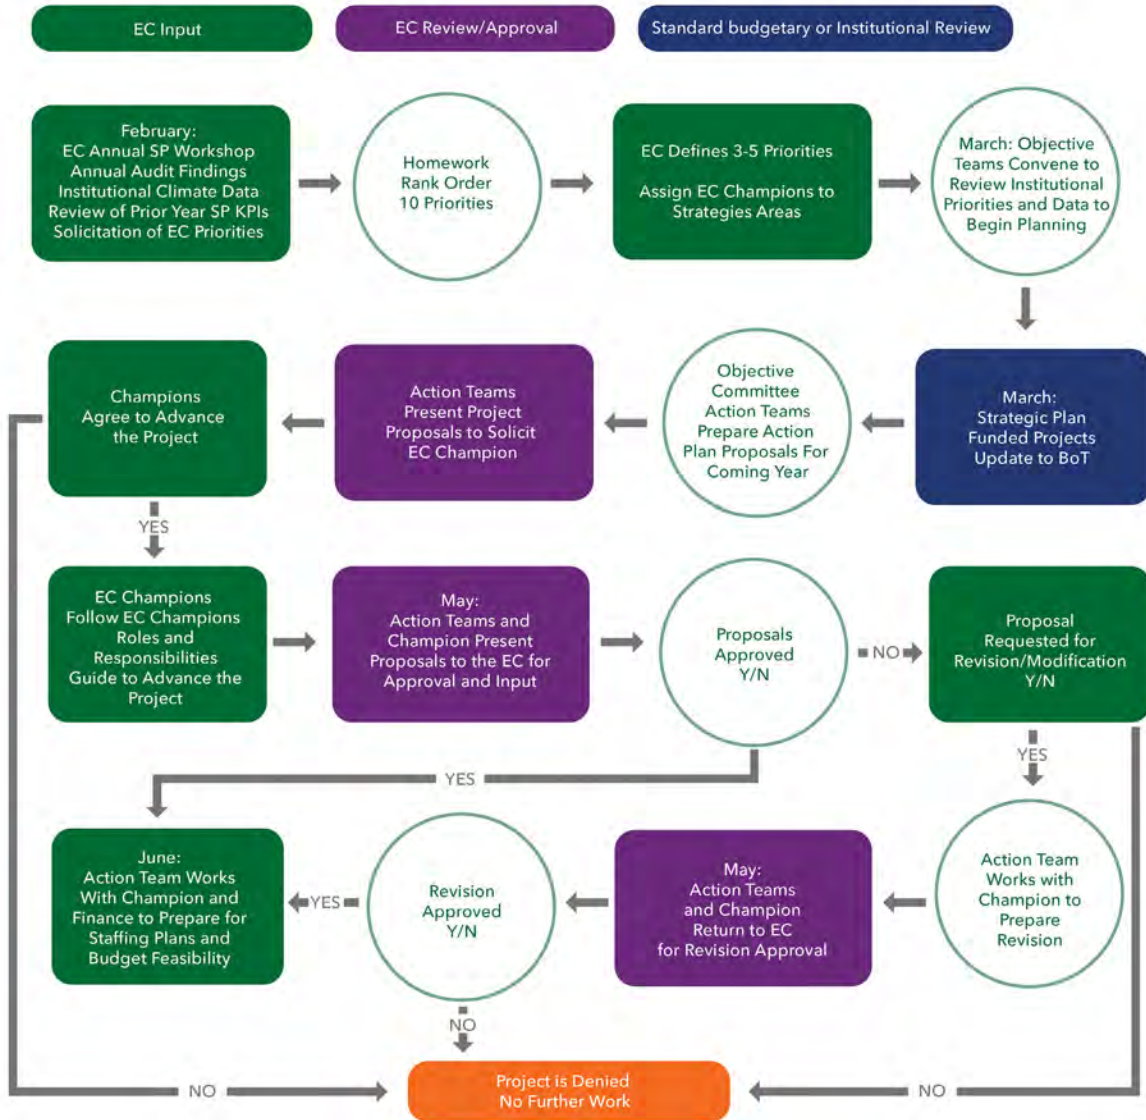 EC Input
EC Review/Approval
Standard budgetary or Institutional Review
February:
EC Annual SP Workshop
Annual Audit Findings
Institutional Climate Data
Review of Prior Year SP KPIs
Solicitation of EC Priorities
Homework
Rank Order
10 Priorities
EC Defines 3-5 Priorities
Assign EC Champions to
Strategies Areas
March: Objective
Teams Convene to
Review Institutional
Priorities and Data to
Begin Planning
Champions
Agree to Advance
the Project
Action Teams
Present Project
Proposals to Solicit
EC Champion
Objective
Committee
Action Teams
Prepare Action
Plan Proposals For
Coming Year
March:
Strategic Plan
Funded Projects
Update to BoT
YES
EC Champions
Follow EC Champions
Roles and
Responsibilities
Guide to Advance the
Project
May:
Action Teams and
Champion Present
Proposals to the EC for
Approval and Input
Proposals
Approved
Y/N
NO
Proposal
Requested for
Revision/Modification
Y/N
YES
YES
June:
Action Team Works
With Champion and
Finance to Prepare for
Staffing Plans and
Budget Feasibility
YES
Revision
Approved
Y/N
May:
Action Teams
and Champion
Return to EC
for Revision Approval
Action Team
Works with
Champion to
Prepare
Revision
NO
NO
Project is Denied
No Further Work
NO